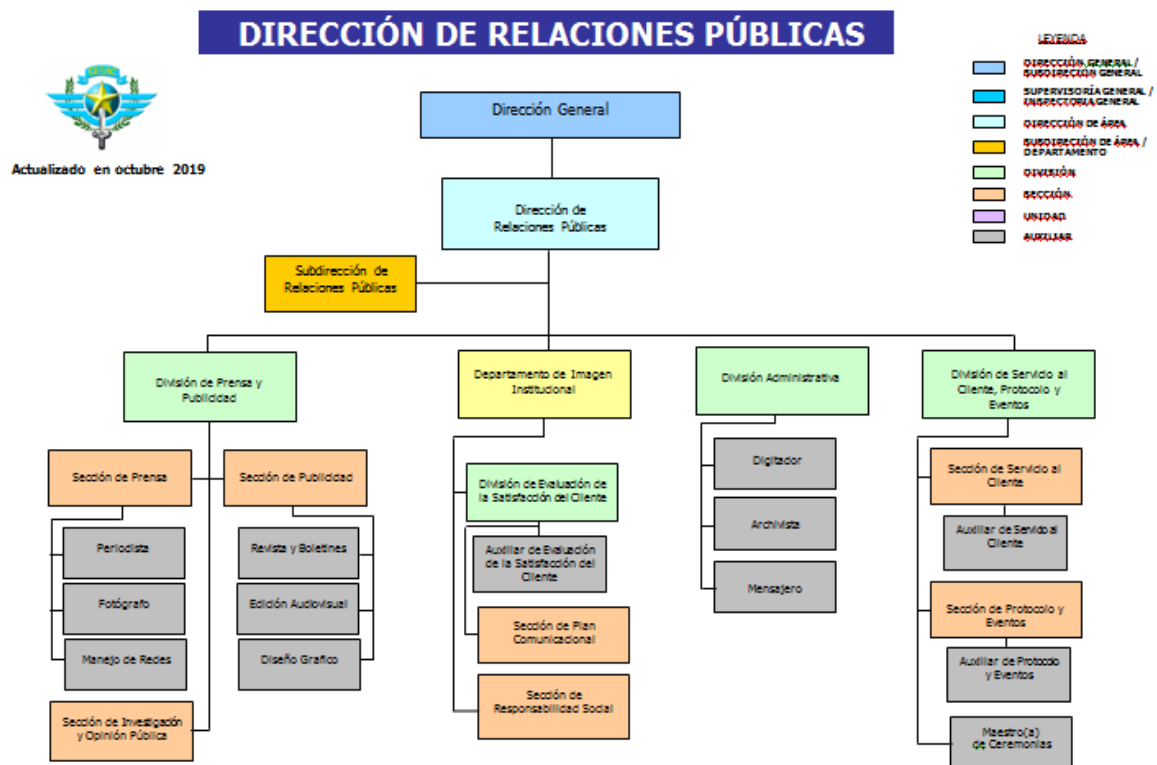 DIRECCIÓN DE RELACIONES PÚBLICAS
LEYENDA
DIRECCIÓN GENERAL /
SUBDIRECIÓN GENERAL
SUPERVISORÍA GENERAL /
INSPECTORIA GENERAL
DIRECCIÓN DE ÁREA
SUBDIRECIÓN DE ÁREA /
DEPARTAMENTO
DIVISIÓN
SECCIÓN
UNIDAD
AUXILIAR
Actualizado en octubre 2019
Dirección General
Dirección de
Relaciones Públicas
Subdirección de
Relaciones Públicas
División de Prensa y
Publicidad
Departamento de Imagen
Institucional
División Administrativa
División de Servicio al
Cliente, Protocolo y
Eventos
Sección de Prensa
Sección de Publicidad
Periodista
Fotógrafo
Manejo de Redes
Revista y Boletines
Edición Audiovisual
Diseño Grafico
Sección de Investigación
y Opinión Pública
División de Evaluación de
la Satisfacción del Cliente
Auxiliar de Evaluación
de la Satisfacción del
Cliente
Sección de Plan
Comunicacional
Sección de
Responsabilidad Social
Digitador
Archivista
Mensajero
Sección de Servicio al
Cliente
Auxiliar de Servicio al
Cliente
Sección de Protocolo y
Eventos
Auxiliar de Protocolo
y Eventos
Maestro(a)
de Ceremonias